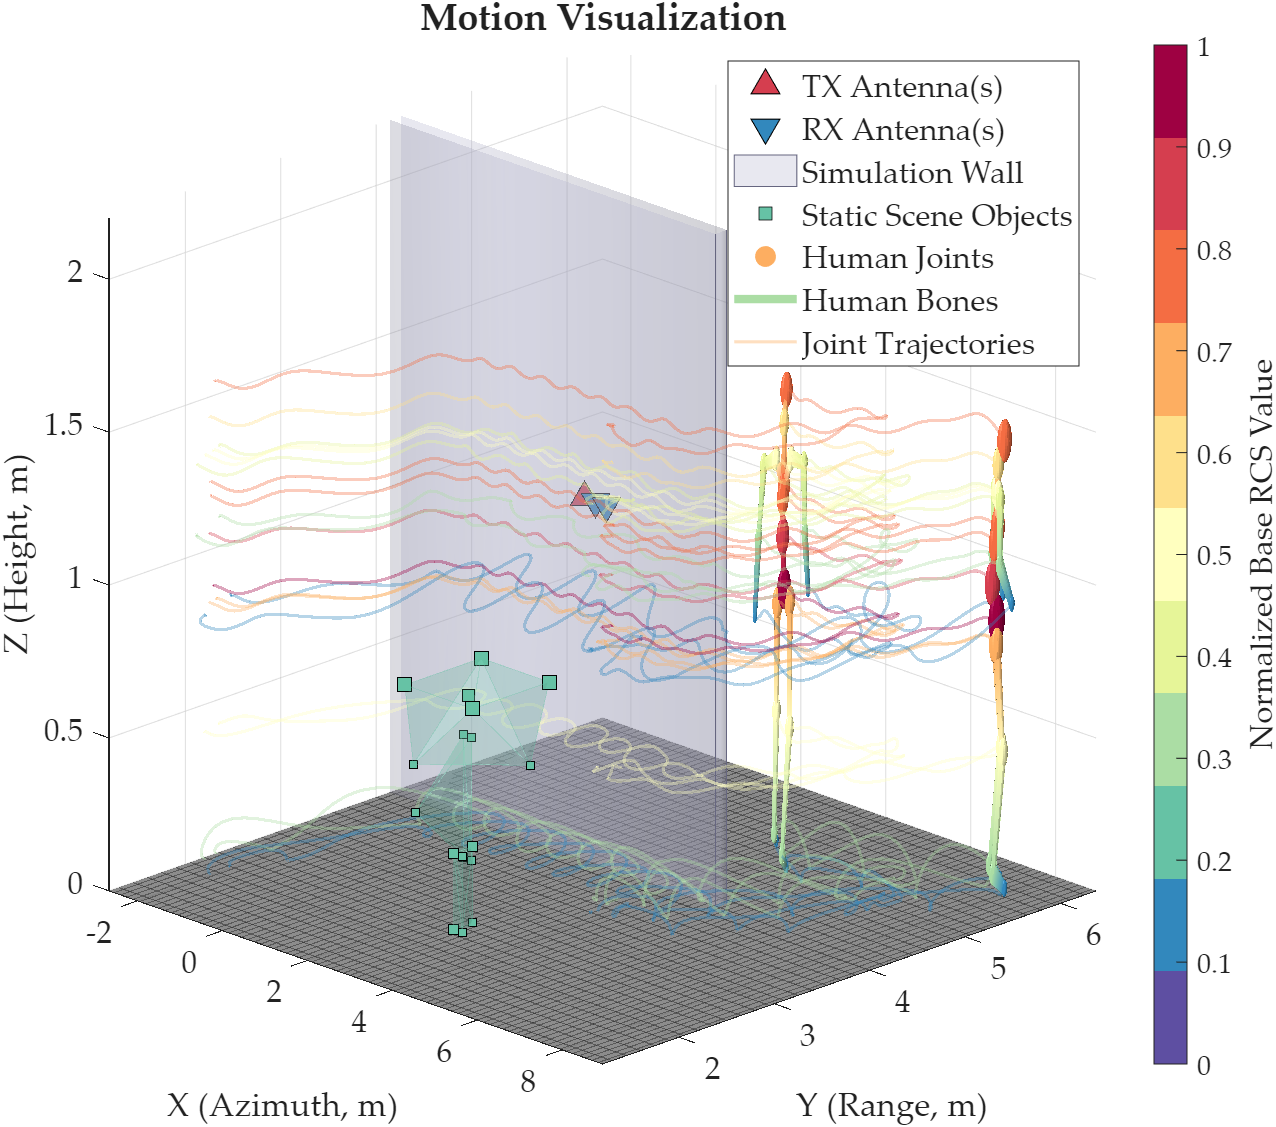 Motion Visualization
TX Antenna(s)
RX Antenna(s)
Simulation Wall
Static Scene Objects
Human Joints
Human Bones
Joint Trajectories
Z (Height, m)
2
1.5
1
0.5
0
X (Azimuth, m)
-2
0
2
4
6
8
Y (Range, m)
2
3
4
5
6
Normalized Base RCS Value
1
0.9
0.8
0.7
0.6
0.5
0.4
0.3
0.2
0.1
0